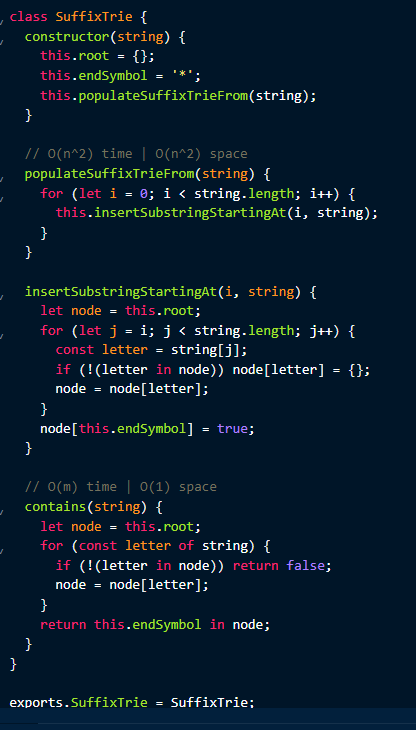 class SuffixTrie {
  constructor(string) {
    this.root = {};
    this.endSymbol = '*';
    this.populateSuffixTrieFrom(string);
  }

  // O(n^2) time | O(n^2) space
  populateSuffixTrieFrom(string) {
    for (let i = 0; i < string.length; i++) {
      this.insertSubstringStartingAt(i, string);
    }
  }

  insertSubstringStartingAt(i, string) {
    let node = this.root;
    for (let j = i; j < string.length; j++) {
      const letter = string[j];
      if (!(letter in node)) node[letter] = {};
      node = node[letter];
    }
    node[this.endSymbol] = true;
  }

  // O(m) time | O(1) space
  contains(string) {
    let node = this.root;
    for (const letter of string) {
      if (!(letter in node)) return false;
      node = node[letter];
    }
    return this.endSymbol in node;
  }
}

exports.SuffixTrie = SuffixTrie;